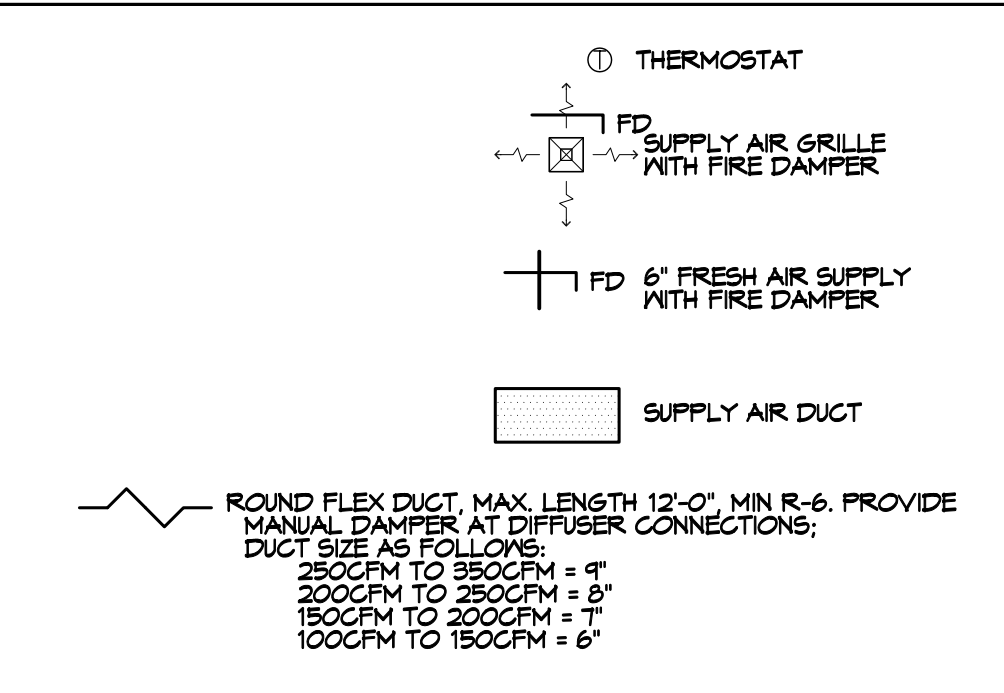 T THERMOSTAT
FD
SUPPLY AIR GRILLE
WITH FIRE DAMPER
FD 6" FRESH AIR SUPPLY
WITH FIRE DAMPER
SUPPLY AIR DUCT
ROUND FLEX DUCT, MAX. LENGTH 12'-0", MIN R-6. PROVIDE
MANUAL DAMPER AT DIFFUSER CONNECTIONS;
DUCT SIZE AS FOLLOWS:
250CFM TO 350CFM = 9"
200CFM TO 250CFM = 8"
150CFM TO 200CFM = 7"
100CFM TO 150CFM = 6"